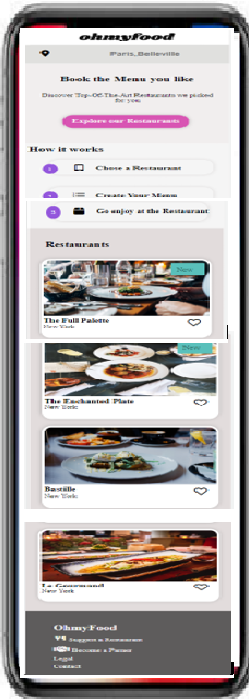 ohmyfood
Paris, Belleville
Book the Menu you like
Discover Top-Of-The-Art Restaurants we picked
for you
Explore our Restaurants
How it works
1 Chose a Restaurant
2 Create Your Menu
3 Go enjoy at the Restaurant
Restaurants
New
The Full Palette
New York
New
The Enchanted Plate
New York
Bastille
New York
Le Gourmand
New York
Ohmy Food
Suggest a Restaurant
Become a Partner
Legal
Contact